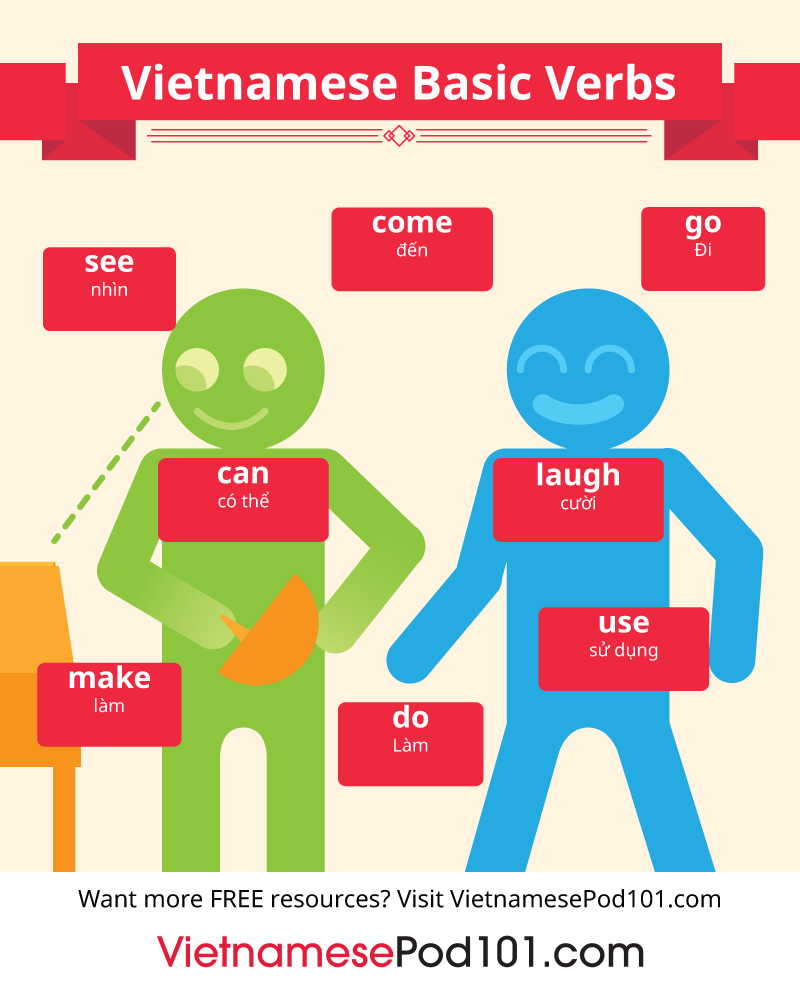 Vietnamese Basic Verbs
come
đến
go
Đi
see
nhìn
can
có thể
laugh
cười
use
sử dụng
make
làm
do
Làm
Want more FREE resources? Visit VietnamesePod101.com
VietnamesePod101.com